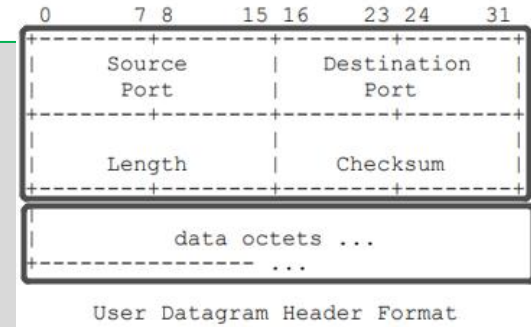 0 7 8 15 16 23 24 31
+--------+--------+--------+--------+
| Source | Destination |
| Port | Port |
+--------+--------+--------+--------+
| | |
| Length | Checksum |
+--------+--------+--------+--------+
|
| data octets ...
+---------------- ...
User Datagram Header Format